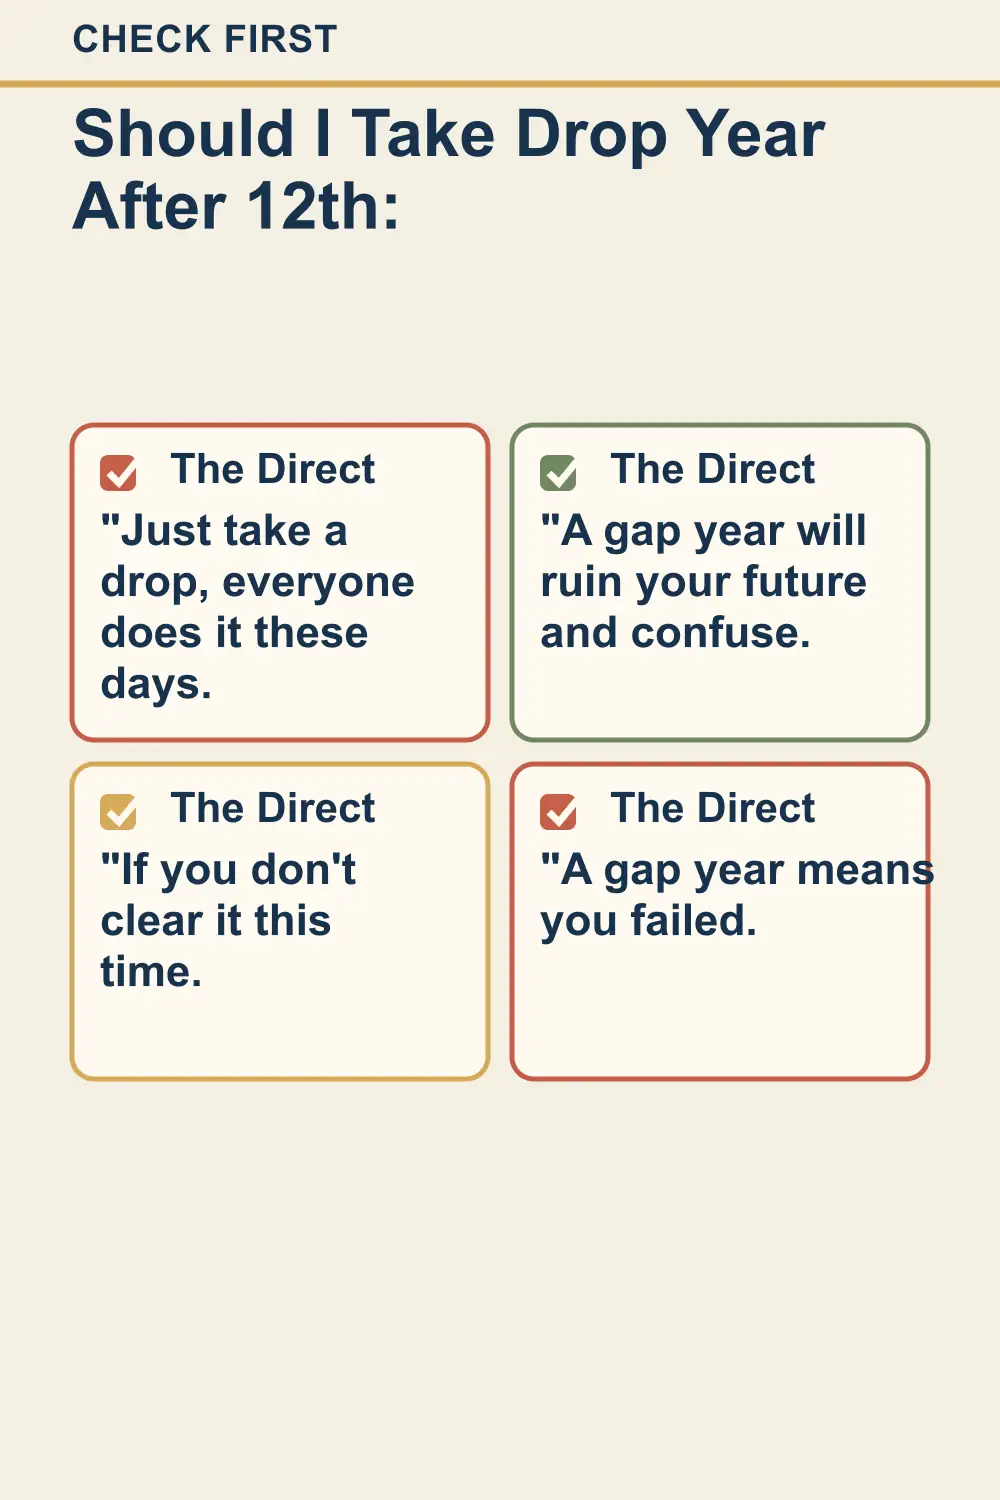 CHECK FIRST
Should I Take Drop Year
After 12th:
The Direct
"Just take a
drop, everyone
does it these
days.
The Direct
"A gap year will
ruin your future
and confuse.
The Direct
"If you don't
clear it this
time.
The Direct
"A gap year means
you failed.